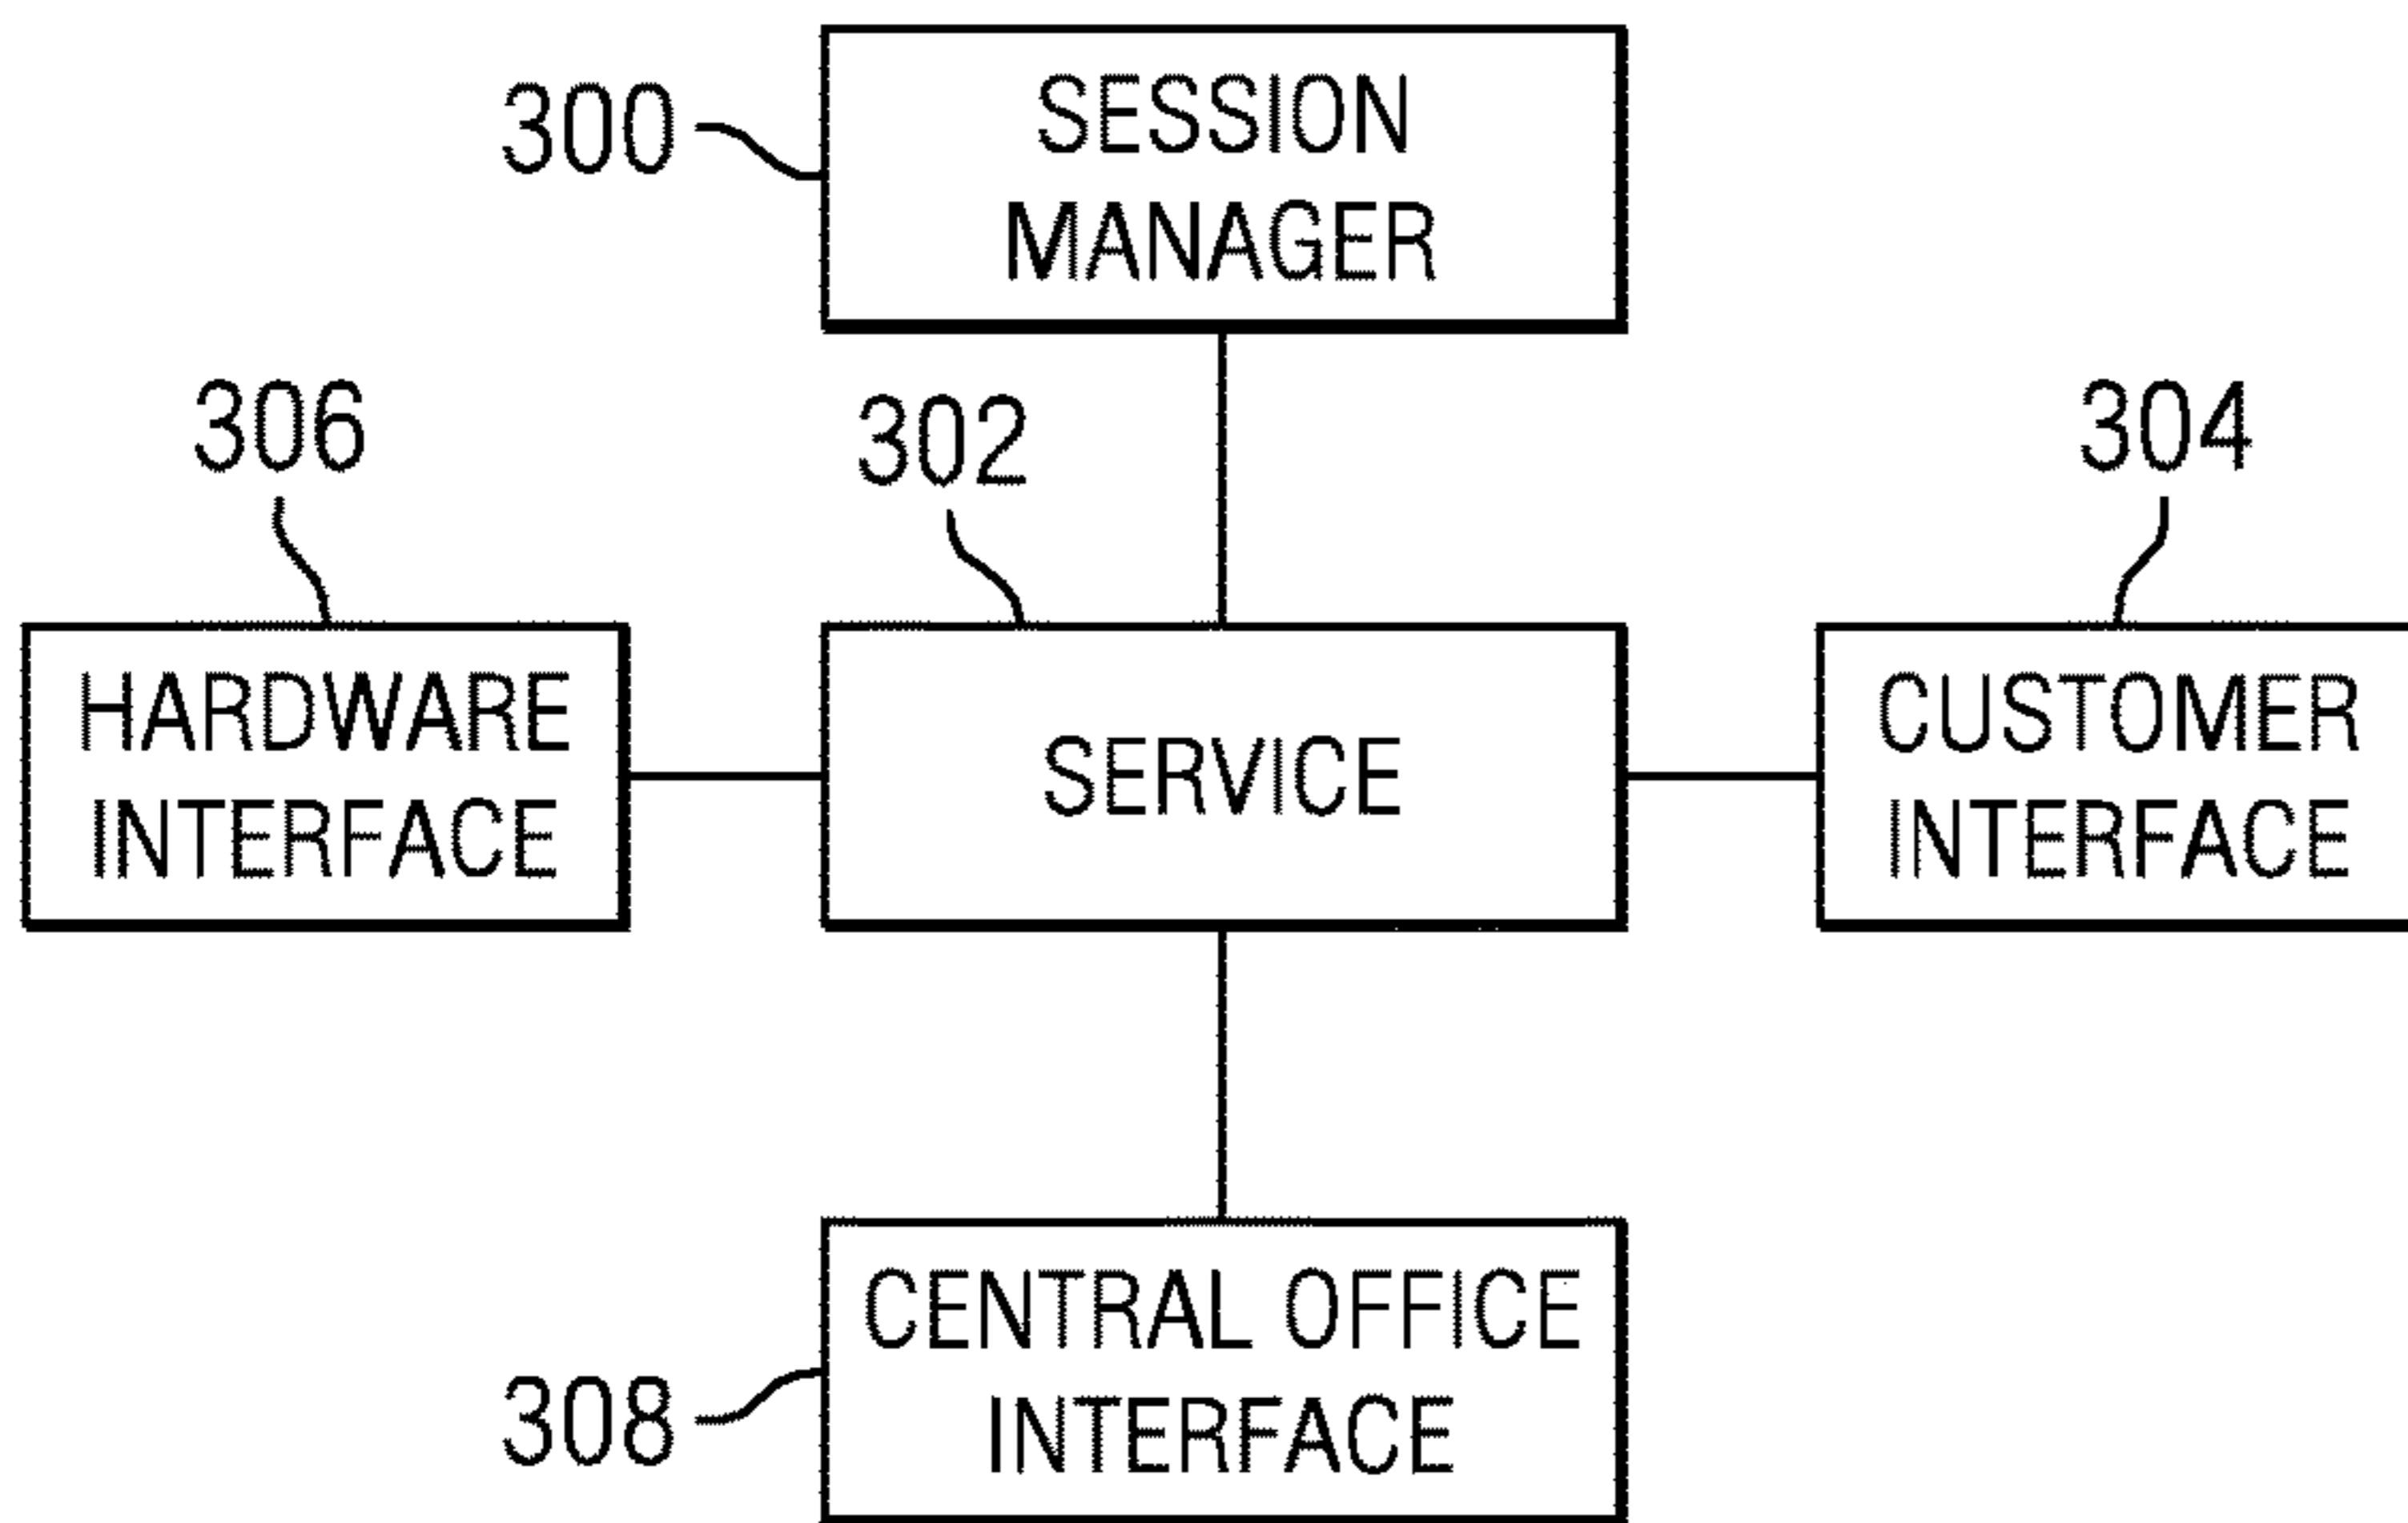 300
SESSION
MANAGER
306
302
304
HARDWARE
INTERFACE
SERVICE
CUSTOMER
INTERFACE
308
CENTRAL OFFICE
INTERFACE